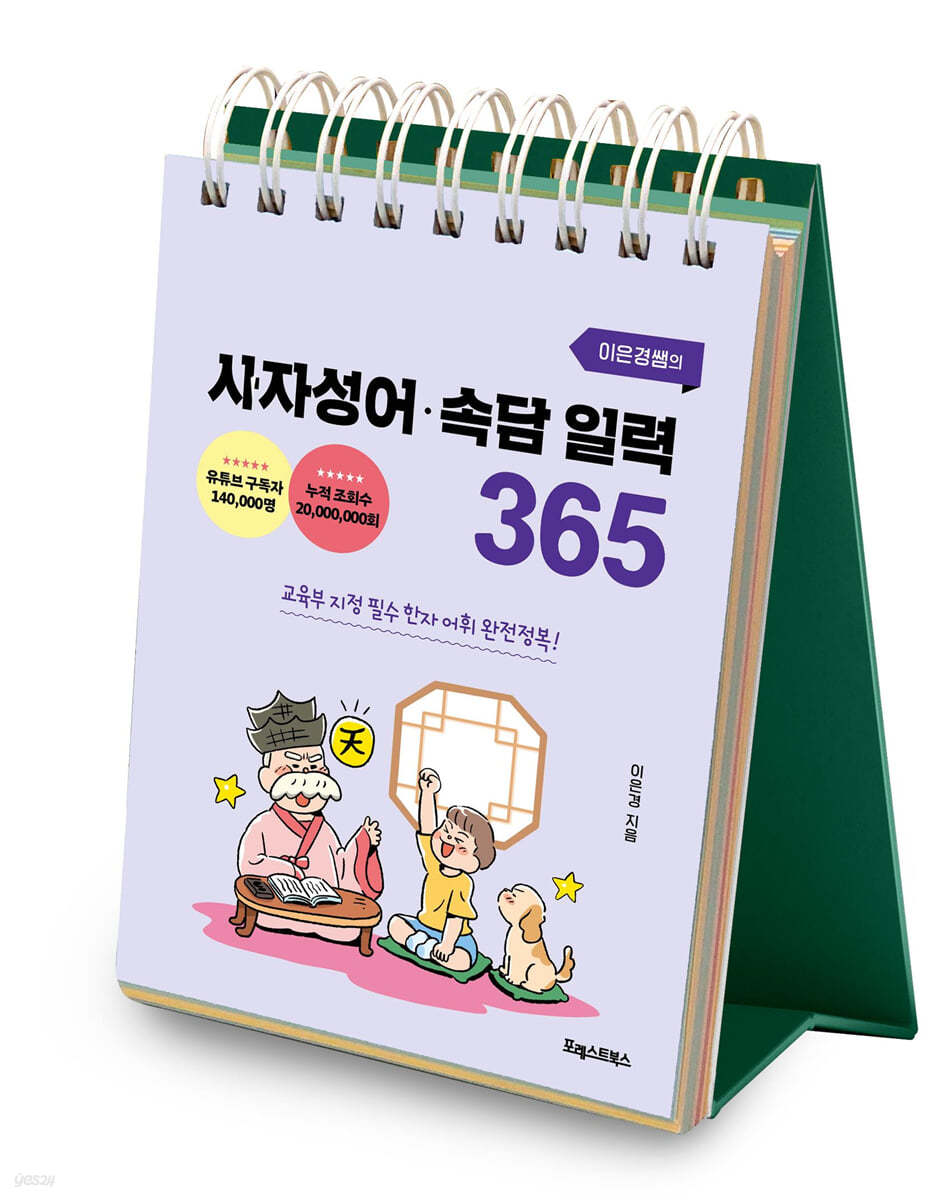 이은경쌤의
사자성어·속담 일력
365
★★★★★
유튜브 구독자
140,000명
★★★★★
누적 조회수
20,000,000회
교육부 지정 필수 한자 어휘 완전정복!
天
이은경 지음
포레스트북스
yes24